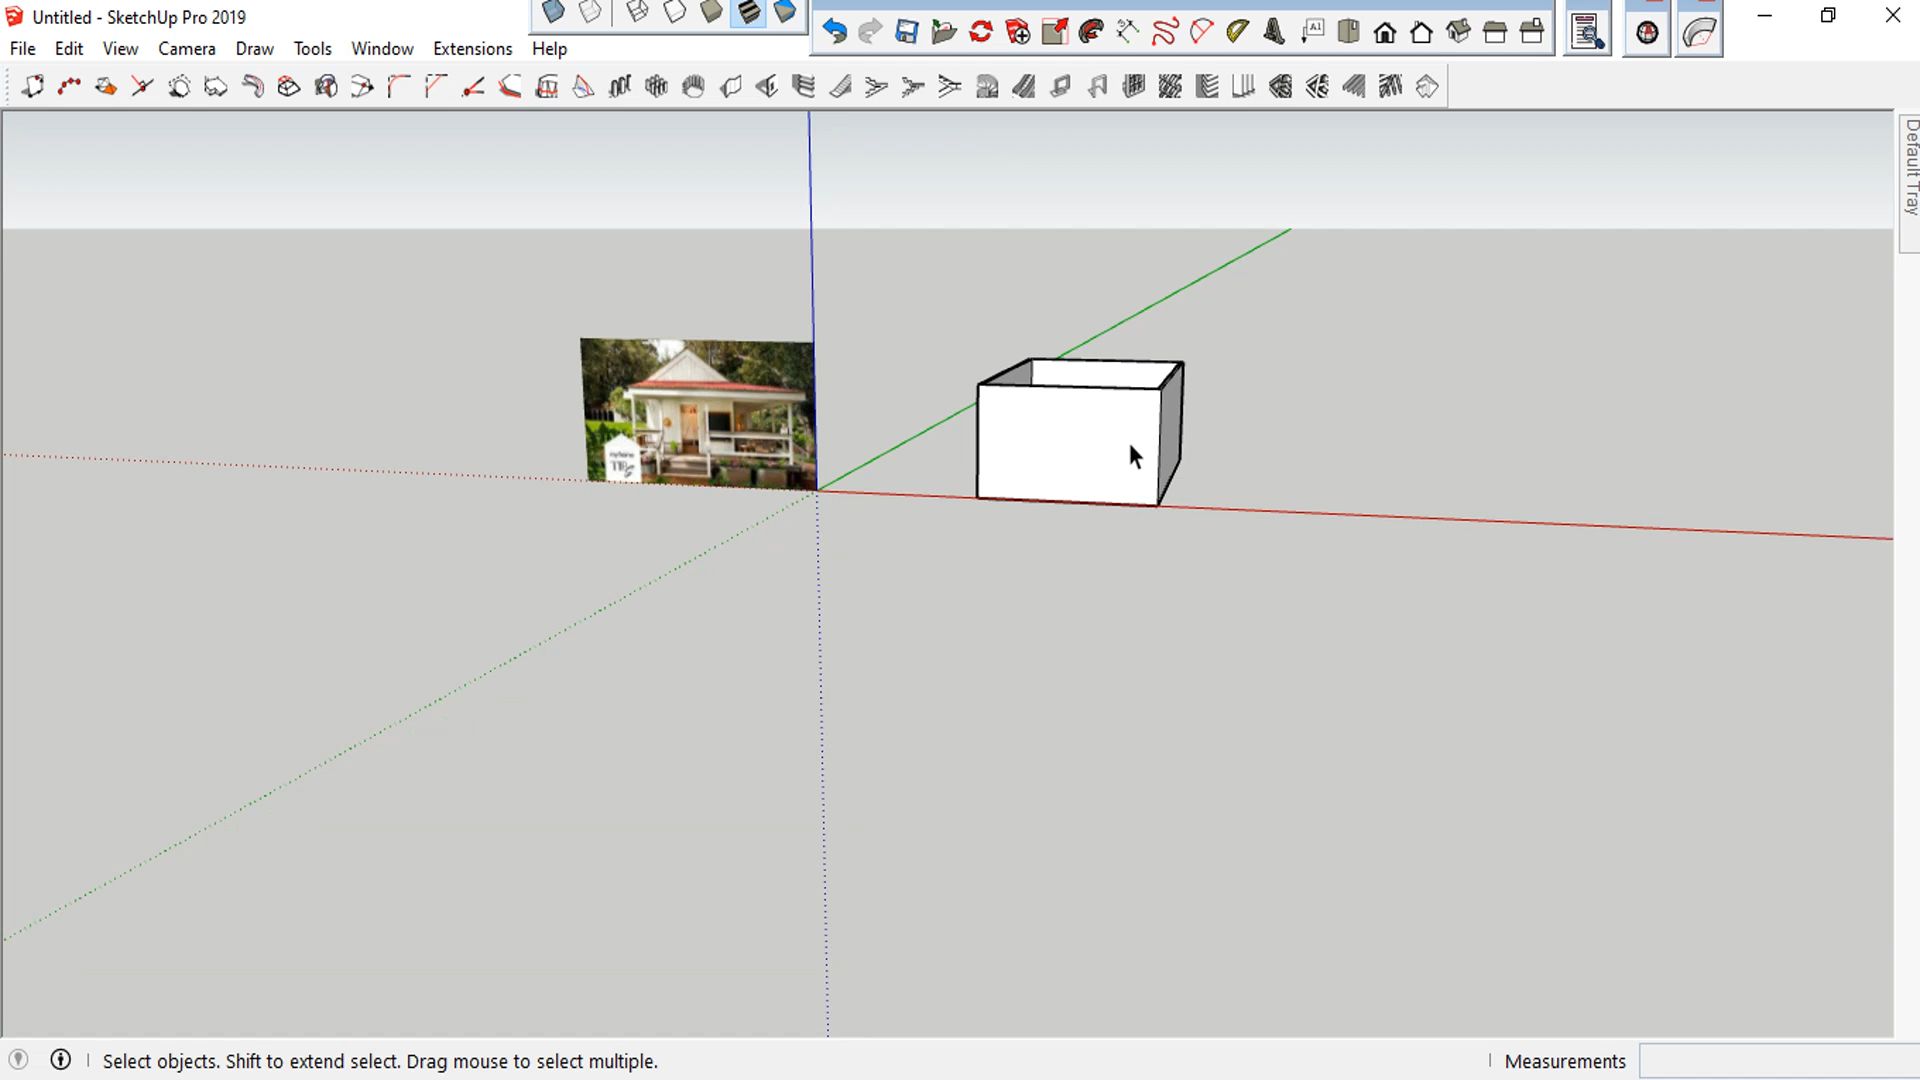 Untitled - SketchUp Pro 2019
File Edit View Camera Draw Tools Window Extensions Help
A1
Default Tray
Select objects. Shift to extend select. Drag mouse to select multiple.
Measurements